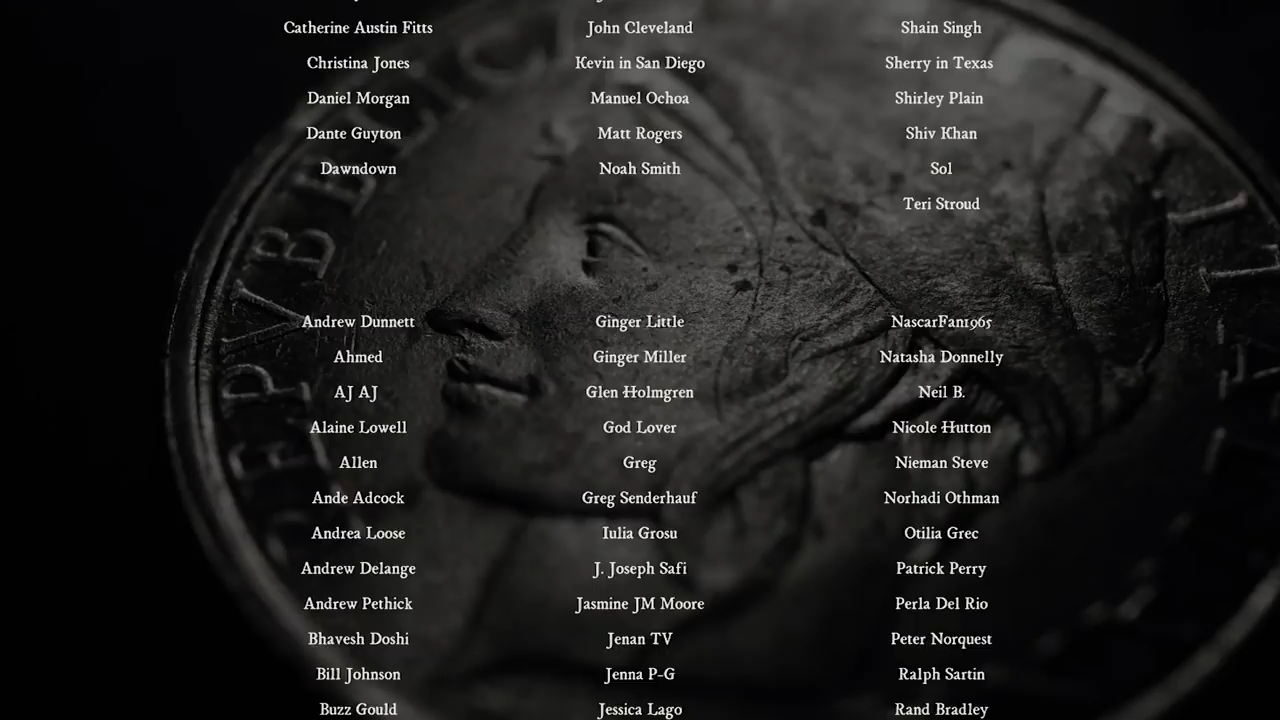 Catherine Austin Fitts
John Cleveland
Shain Singh
Christina Jones
Kevin in San Diego
Sherry in Texas
Daniel Morgan
Manuel Ochoa
Shirley Plain
Dante Guyton
Matt Rogers
Shiv Khan
Dawndown
Noah Smith
Sol
Teri Stroud
Andrew Dunnett
Ginger Little
NascarFan1965
Ahmed
Ginger Miller
Natasha Donnelly
AJ AJ
Glen Holmgren
Neil B.
Alaine Lowell
God Lover
Nicole Hutton
Allen
Greg
Nieman Steve
Ande Adcock
Greg Senderhauf
Norhadi Othman
Andrea Loose
Iulia Grosu
Otilia Grec
Andrew Delange
J. Joseph Safi
Patrick Perry
Andrew Pethick
Jasmine JM Moore
Perla Del Rio
Bhavesh Doshi
Jenan TV
Peter Norquest
Bill Johnson
Jenna P-G
Ralph Sartin
Buzz Gould
Jessica Lago
Rand Bradley